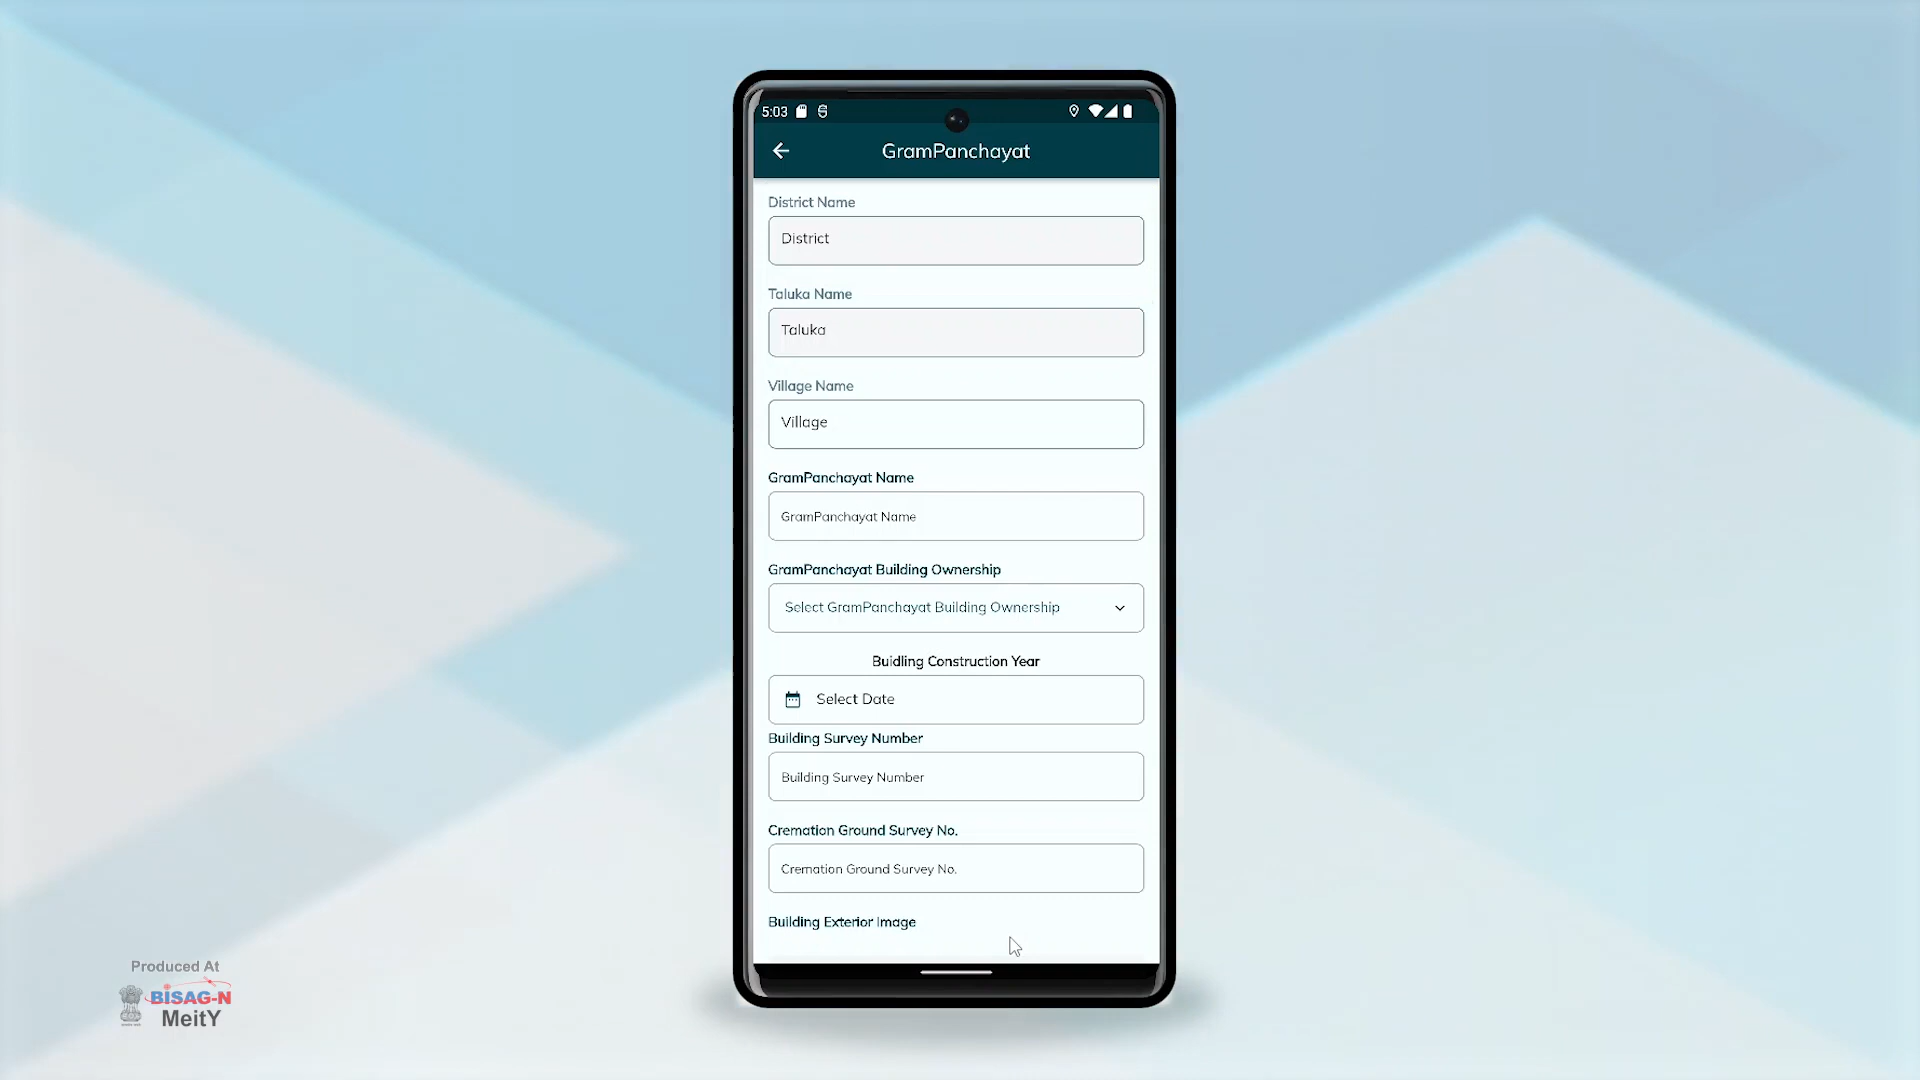 5:03
GramPanchayat
District Name
District
Taluka Name
Taluka
Village Name
Village
GramPanchayat Name
GramPanchayat Name
GramPanchayat Building Ownership
Select GramPanchayat Building Ownership
Buidling Construction Year
Select Date
Building Survey Number
Building Survey Number
Cremation Ground Survey No.
Cremation Ground Survey No.
Building Exterior Image
Produced At
BISAG-N
MeitY